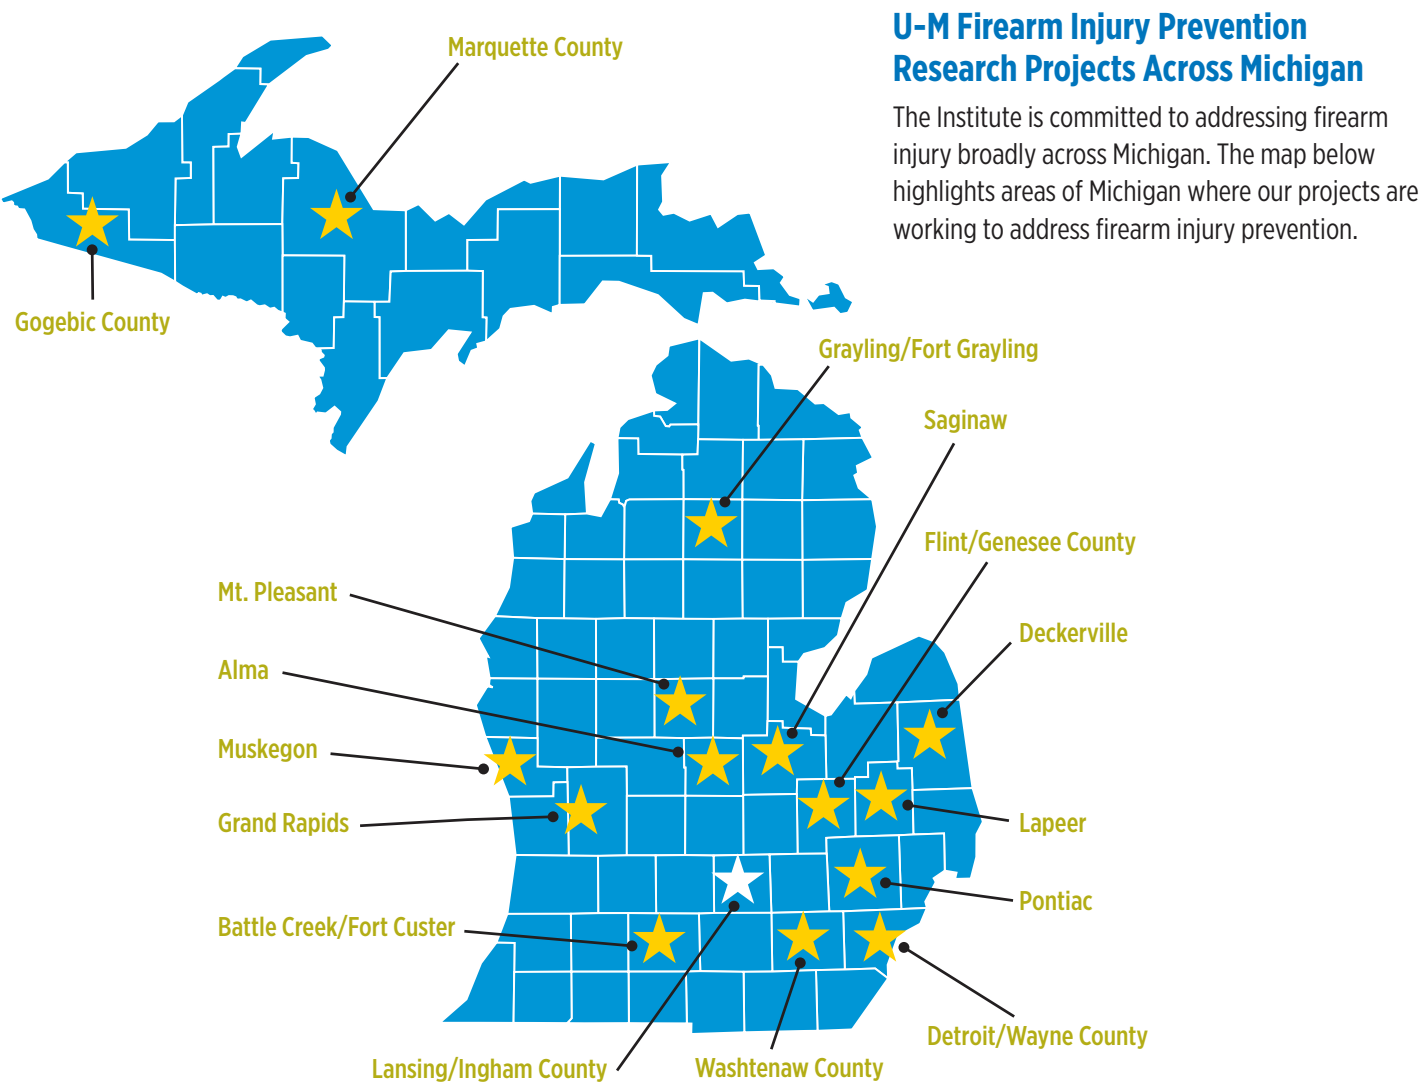 U-M Firearm Injury Prevention
Research Projects Across Michigan
The Institute is committed to addressing firearm
injury broadly across Michigan. The map below
highlights areas of Michigan where our projects are
working to address firearm injury prevention.
Marquette County
Gogebic County
Grayling/Fort Grayling
Saginaw
Flint/Genesee County
Mt. Pleasant
Deckerville
Alma
Muskegon
Grand Rapids
Lapeer
Pontiac
Battle Creek/Fort Custer
Detroit/Wayne County
Lansing/Ingham County
Washtenaw County